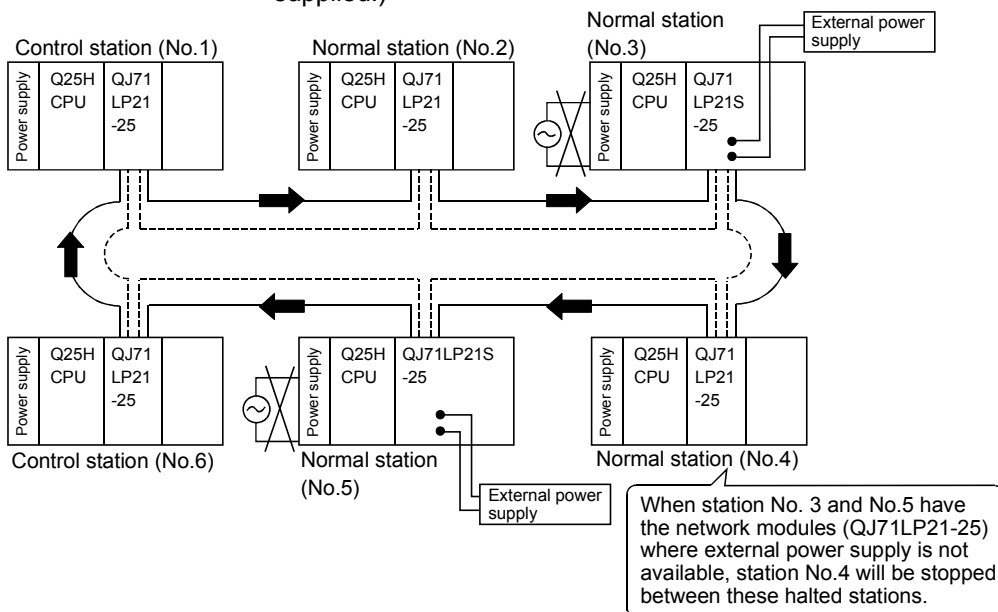 supplied.)
Control station (No.1)
Power supply
Q25H
CPU
QJ71
LP21
-25
Normal station (No.2)
Power supply
Q25H
CPU
QJ71
LP21
-25
Normal station
(No.3)
Power supply
Q25H
CPU
QJ71
LP21S
-25
External power
supply
Power supply
Q25H
CPU
QJ71
LP21
-25
Control station (No.6)
Power supply
Q25H
CPU
QJ71LP21S
-25
Normal station
(No.5)
External power
supply
Power supply
Q25H
CPU
QJ71
LP21
-25
Normal station (No.4)
When station No. 3 and No.5 have
the network modules (QJ71LP21-25)
where external power supply is not
available, station No.4 will be stopped
between these halted stations.